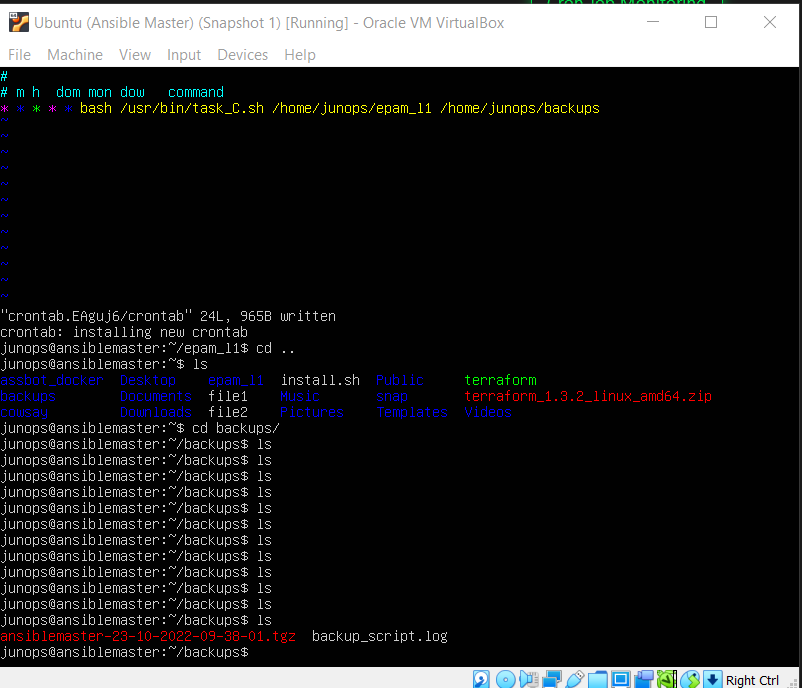 Ubuntu (Ansible Master) (Snapshot 1) [Running] - Oracle VM VirtualBox
File Machine View Input Devices Help
#
# m h  dom mon dow   command
* * * * * bash /usr/bin/task_C.sh /home/junops/epam_l1 /home/junops/backups
~
~
~
~
~
~
~
~
~
~
~
~
"crontab.EAguj6/crontab" 24L, 965B written
crontab: installing new crontab
junops@ansiblemaster:~/epam_l1$ cd ..
junops@ansiblemaster:~$ ls
assbot_docker  Desktop    epam_l1  install.sh  Public     terraform
backups        Documents  file1    Music       snap       terraform_1.3.2_linux_amd64.zip
cowsay         Downloads  file2    Pictures    Templates  Videos
junops@ansiblemaster:~$ cd backups/
junops@ansiblemaster:~/backups$ ls
junops@ansiblemaster:~/backups$ ls
junops@ansiblemaster:~/backups$ ls
junops@ansiblemaster:~/backups$ ls
junops@ansiblemaster:~/backups$ ls
junops@ansiblemaster:~/backups$ ls
junops@ansiblemaster:~/backups$ ls
junops@ansiblemaster:~/backups$ ls
junops@ansiblemaster:~/backups$ ls
junops@ansiblemaster:~/backups$ ls
junops@ansiblemaster:~/backups$ ls
junops@ansiblemaster:~/backups$ ls
ansiblemaster-23-10-2022-09-38-01.tgz  backup_script.log
junops@ansiblemaster:~/backups$
Right Ctrl